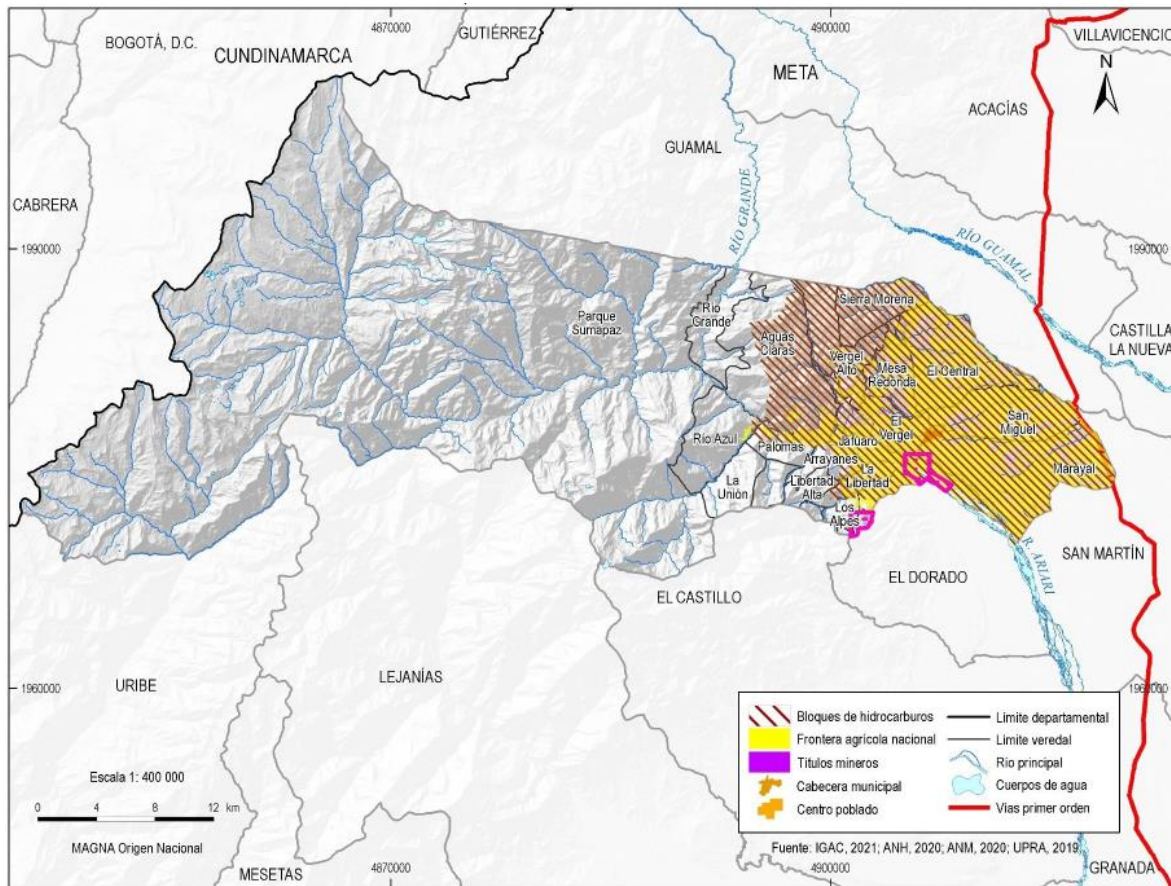 4870000
4900000
BOGOTÁ, D.C.
GUTIÉRREZ
CUNDINAMARCA
VILLAVICENCIO
N
META
ACACÍAS
GUAMAL
CABRERA
RÍO GRANDE
1990000
1990000
RÍO GUAMAL
Río
Grande
Sierra Morena
Parque
Sumapaz
Aguas
Claras
CASTILLA
LA NUEVA
Vergel
Alto
Mesa
Redonda
El Central
San
Miguel
El
Vergel
Río Azul
Palomas
Jafuaro
Arrayanes
La
Libertad
Marayal
La
Unión
Libertad
Alta
Los
Alpes
R. ARIARI
SAN MARTÍN
EL DORADO
EL CASTILLO
LEJANÍAS
URIBE
1960000
1960000
Bloques de hidrocarburos
Frontera agrícola nacional
Títulos mineros
Cabecera municipal
Centro poblado
Límite departamental
Límite veredal
Río principal
Cuerpos de agua
Vías primer orden
Escala 1: 400 000
0 4 8 12 km
MAGNA Origen Nacional
Fuente: IGAC, 2021; ANH, 2020; ANM, 2020; UPRA, 2019
MESETAS
4870000
4900000
GRANADA